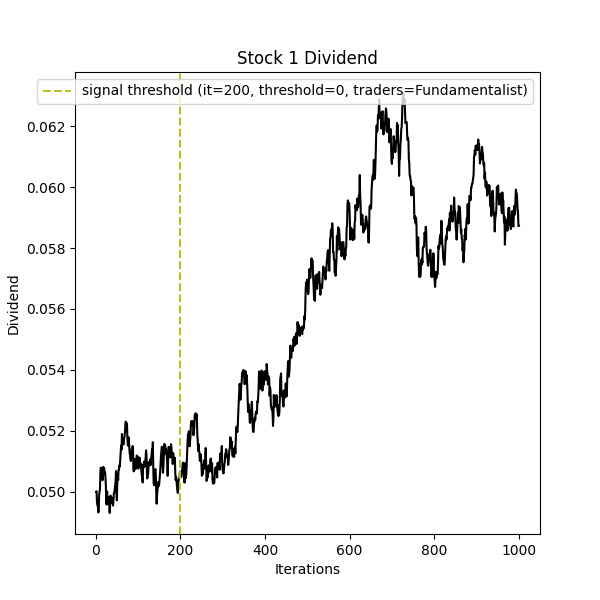 Stock 1 Dividend
signal threshold (it=200, threshold=0, traders=Fundamentalist)
0.062
0.060
0.058
0.056
0.054
0.052
0.050
Dividend
0 200 400 600 800 1000
Iterations